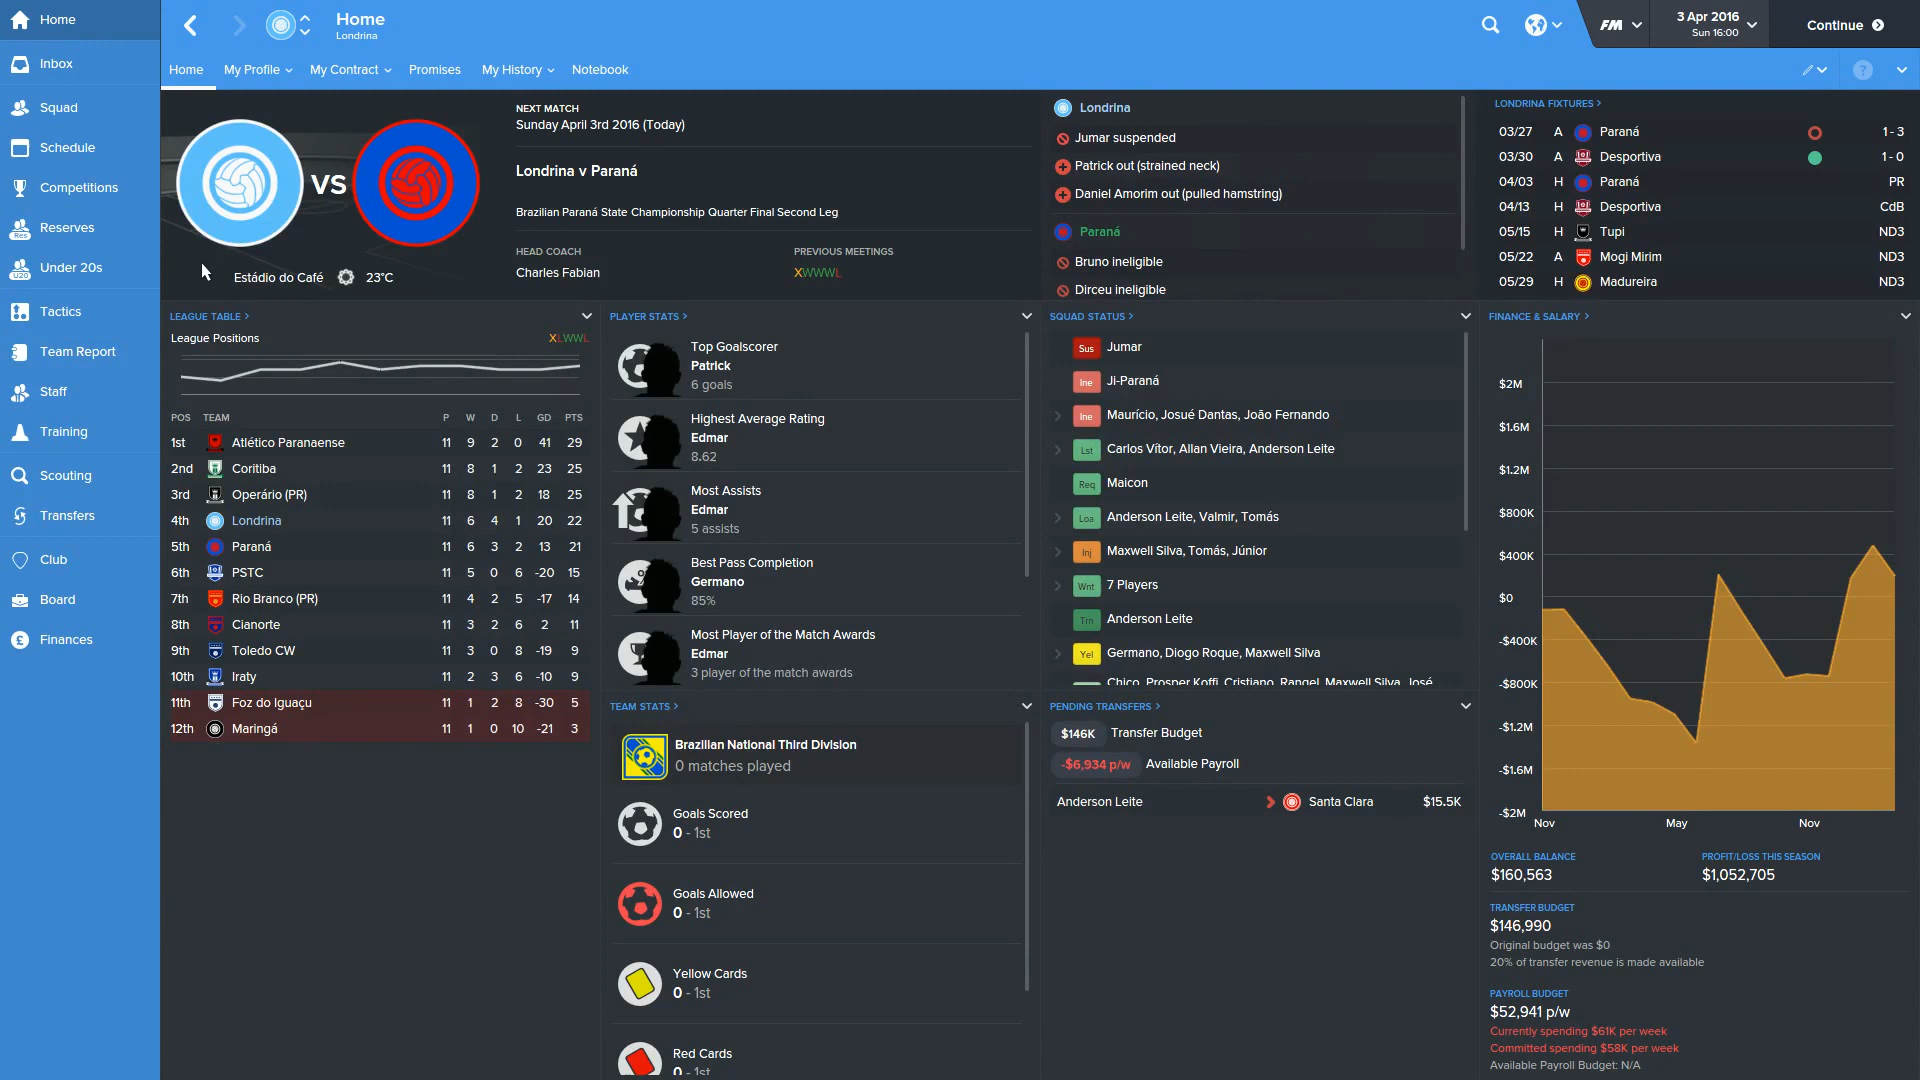 Home
Inbox
Squad
Schedule
Competitions
Reserves
Under 20s
Tactics
Team Report
Staff
Training
Scouting
Transfers
Club
Board
Finances
Home
Londrina
FM
3 Apr 2016
Sun 16:00
Continue
Home My Profile My Contract Promises My History Notebook
?
VS
Estádio do Café 23°C
NEXT MATCH
Sunday April 3rd 2016 (Today)
Londrina v Paraná
Brazilian Paraná State Championship Quarter Final Second Leg
HEAD COACH
Charles Fabian
PREVIOUS MEETINGS
XWWWL
Londrina
Jumar suspended
Patrick out (strained neck)
Daniel Amorim out (pulled hamstring)
Paraná
Bruno ineligible
Dirceu ineligible
LONDRINA FIXTURES >
03/27 A Paraná 1 - 3
03/30 A Desportiva 1 - 0
04/03 H Paraná PR
04/13 H Desportiva CdB
05/15 H Tupi ND3
05/22 A Mogi Mirim ND3
05/29 H Madureira ND3
LEAGUE TABLE >
League Positions XLWWL
POS TEAM P W D L GD PTS
1st Atlético Paranaense 11 9 2 0 41 29
2nd Coritiba 11 8 1 2 23 25
3rd Operário (PR) 11 8 1 2 18 25
4th Londrina 11 6 4 1 20 22
5th Paraná 11 6 3 2 13 21
6th PSTC 11 5 0 6 -20 15
7th Rio Branco (PR) 11 4 2 5 -17 14
8th Cianorte 11 3 2 6 2 11
9th Toledo CW 11 3 0 8 -19 9
10th Iraty 11 2 3 6 -10 9
11th Foz do Iguaçu 11 1 2 8 -30 5
12th Maringá 11 1 0 10 -21 3
PLAYER STATS >
Top Goalscorer
Patrick
6 goals
Highest Average Rating
Edmar
8.62
Most Assists
Edmar
5 assists
Best Pass Completion
Germano
85%
Most Player of the Match Awards
Edmar
3 player of the match awards
TEAM STATS >
Brazilian National Third Division
0 matches played
Goals Scored
0 - 1st
Goals Allowed
0 - 1st
Yellow Cards
0 - 1st
Red Cards
0 - 1st
SQUAD STATUS >
Sus Jumar
Ine Ji-Paraná
Ine Maurício, Josué Dantas, João Fernando
Lst Carlos Vítor, Allan Vieira, Anderson Leite
Req Maicon
Loa Anderson Leite, Valmir, Tomás
Inj Maxwell Silva, Tomás, Júnior
Wnt 7 Players
Trn Anderson Leite
Yel Germano, Diogo Roque, Maxwell Silva
Chico, Prosper Koffi, Cristiano, Rangel, Maxwell Silva, José
PENDING TRANSFERS >
$146K Transfer Budget
-$6,934 p/w Available Payroll
Anderson Leite > Santa Clara $15.5K
FINANCE & SALARY >
$2M
$1.6M
$1.2M
$800K
$400K
$0
-$400K
-$800K
-$1.2M
-$1.6M
-$2M
Nov May Nov
OVERALL BALANCE
$160,563
PROFIT/LOSS THIS SEASON
$1,052,705
TRANSFER BUDGET
$146,990
Original budget was $0
20% of transfer revenue is made available
PAYROLL BUDGET
$52,941 p/w
Currently spending $61K per week
Committed spending $58K per week
Available Payroll Budget: N/A